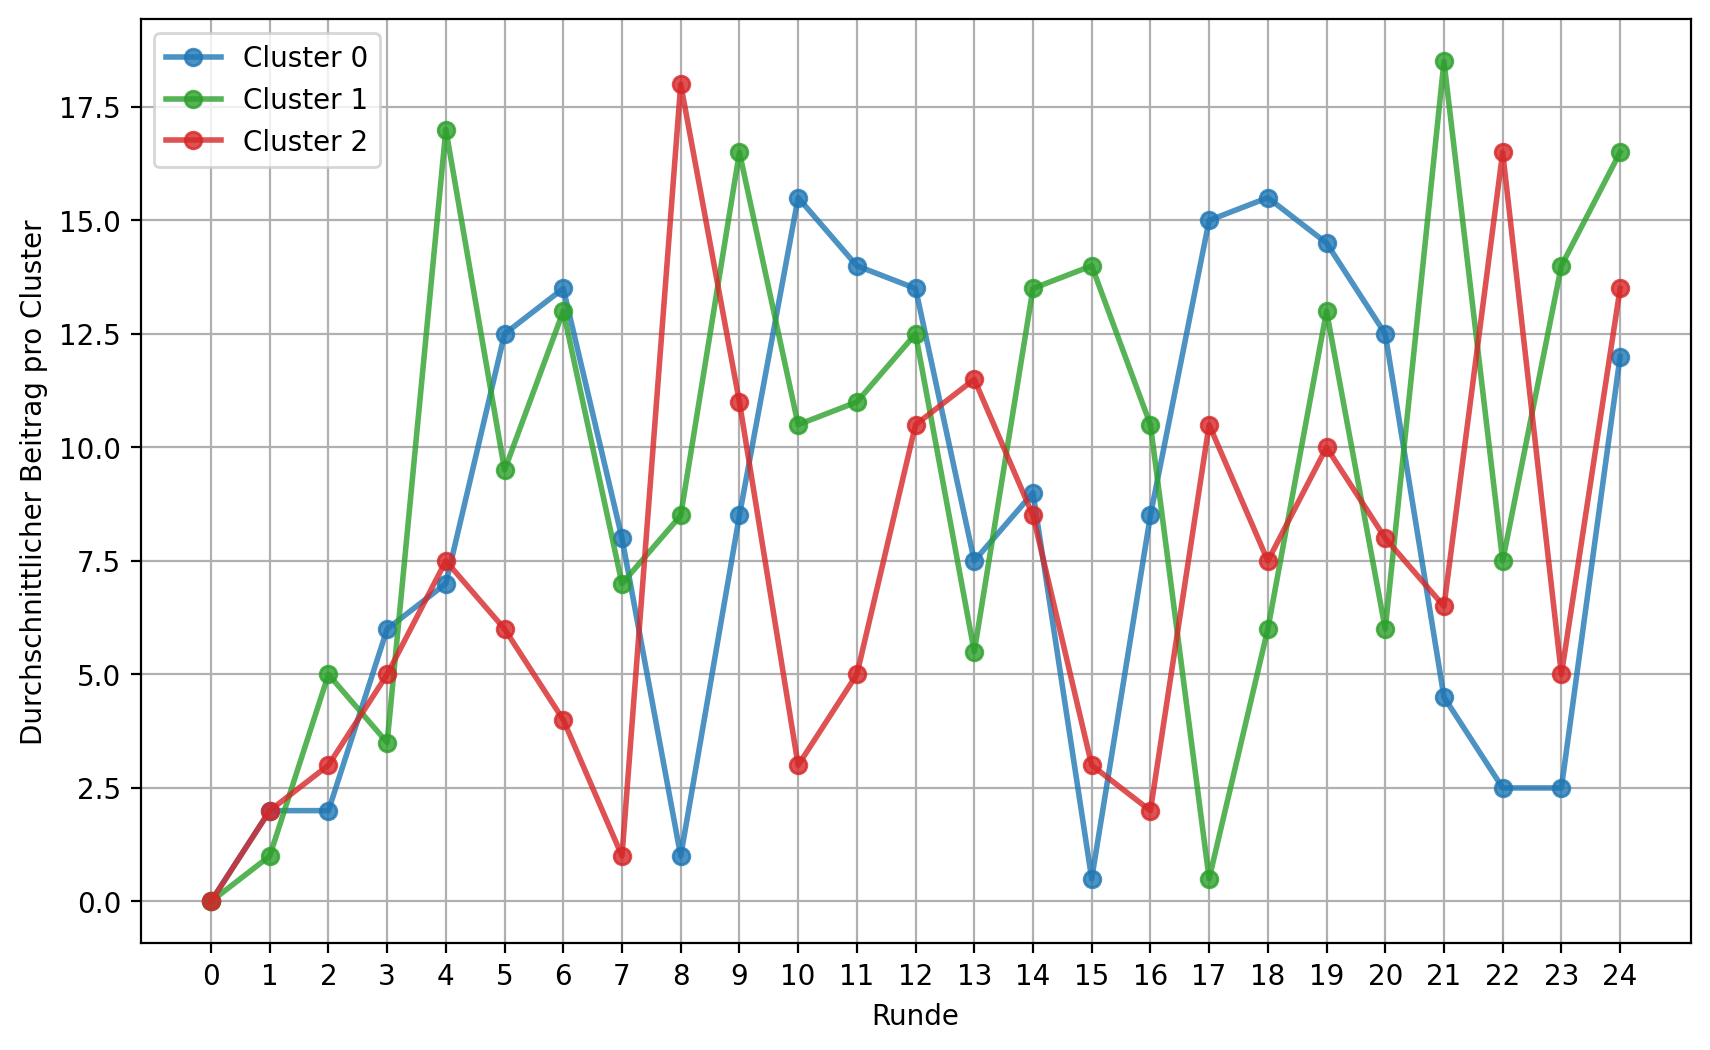 Cluster 0
Cluster 1
Cluster 2
Durchschnittlicher Beitrag pro Cluster
17.5
15.0
12.5
10.0
7.5
5.0
2.5
0.0
0 1 2 3 4 5 6 7 8 9 10 11 12 13 14 15 16 17 18 19 20 21 22 23 24
Runde